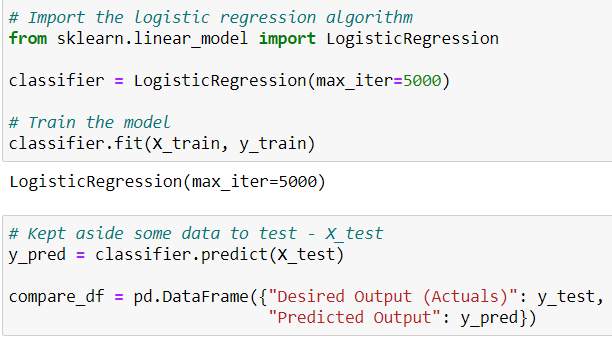 # Import the logistic regression algorithm
from sklearn.linear_model import LogisticRegression
classifier = LogisticRegression(max_iter=5000)
# Train the model
classifier.fit(X_train, y_train)
LogisticRegression(max_iter=5000)
# Kept aside some data to test - X_test
y_pred = classifier.predict(X_test)
compare_df = pd.DataFrame({"Desired Output (Actuals)": y_test,
"Predicted Output": y_pred})